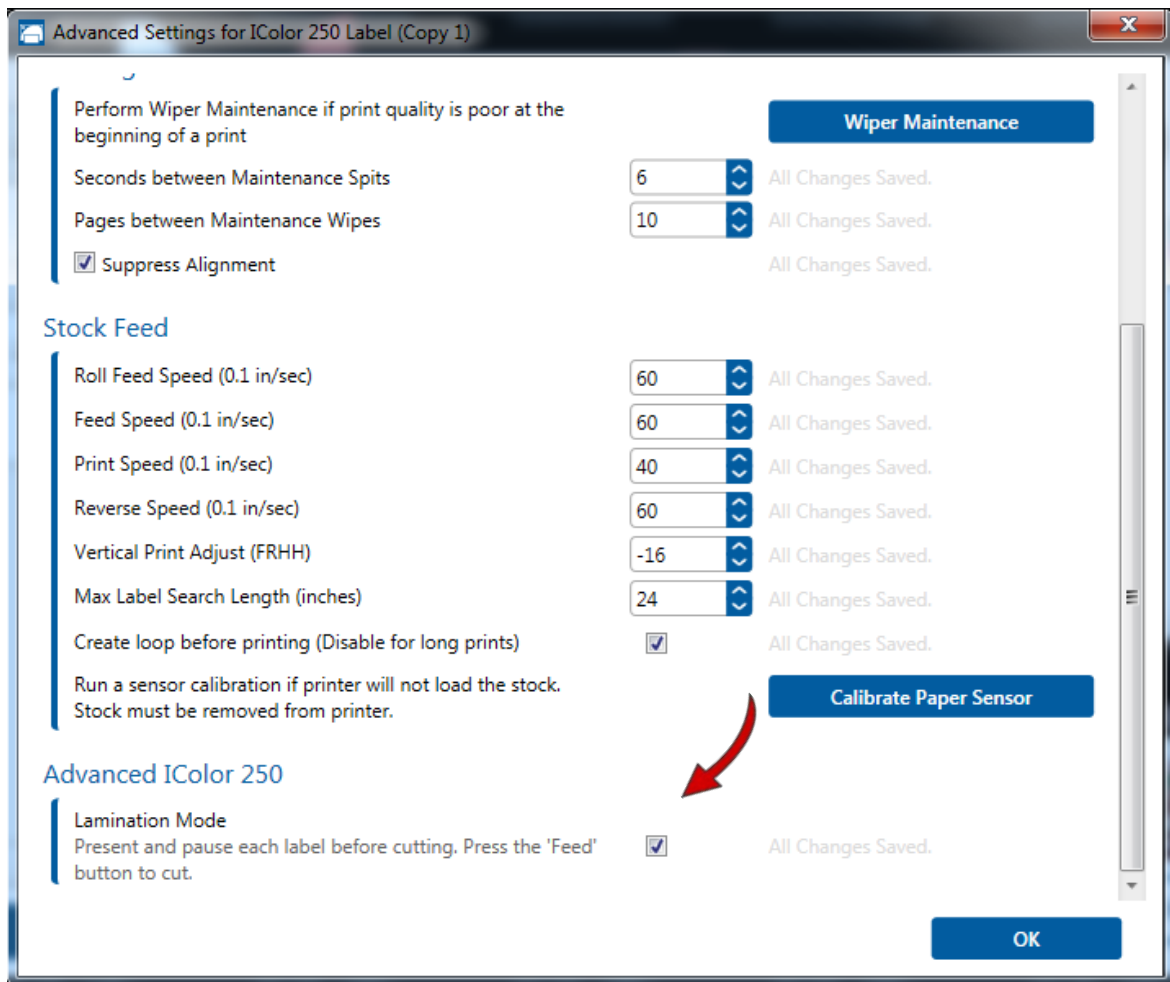 Advanced Settings for IColor 250 Label (Copy 1)
Perform Wiper Maintenance if print quality is poor at the
beginning of a print
Wiper Maintenance
Seconds between Maintenance Spits 6 All Changes Saved.
Pages between Maintenance Wipes 10 All Changes Saved.
Suppress Alignment All Changes Saved.
Stock Feed
Roll Feed Speed (0.1 in/sec) 60 All Changes Saved.
Feed Speed (0.1 in/sec) 60 All Changes Saved.
Print Speed (0.1 in/sec) 40 All Changes Saved.
Reverse Speed (0.1 in/sec) 60 All Changes Saved.
Vertical Print Adjust (FRHH) -16 All Changes Saved.
Max Label Search Length (inches) 24 All Changes Saved.
Create loop before printing (Disable for long prints) All Changes Saved.
Run a sensor calibration if printer will not load the stock.
Stock must be removed from printer.
Calibrate Paper Sensor
Advanced IColor 250
Lamination Mode
Present and pause each label before cutting. Press the 'Feed' All Changes Saved.
button to cut.
OK